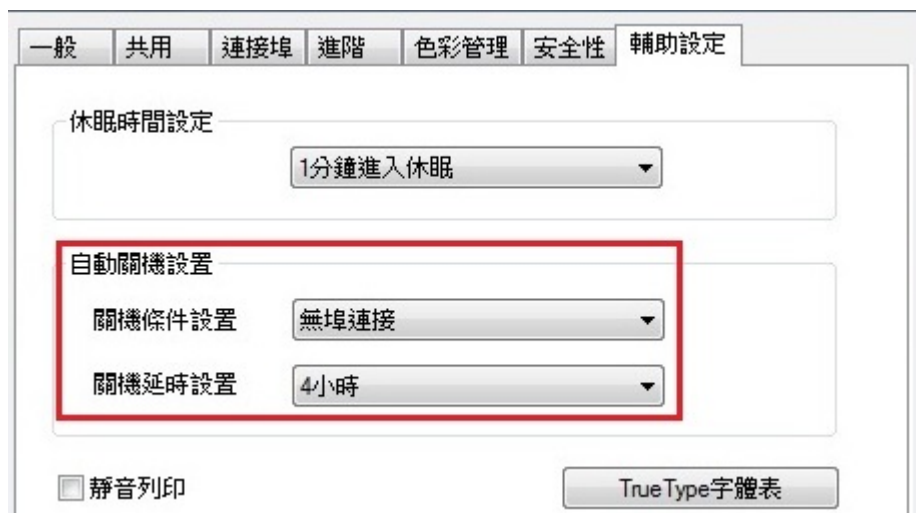 一般 共用 連接埠 進階 色彩管理 安全性 輔助設定
休眠時間設定
1分鐘進入休眠
自動關機設置
關機條件設置 無埠連接
關機延時設置 4小時
靜音列印 TrueType字體表